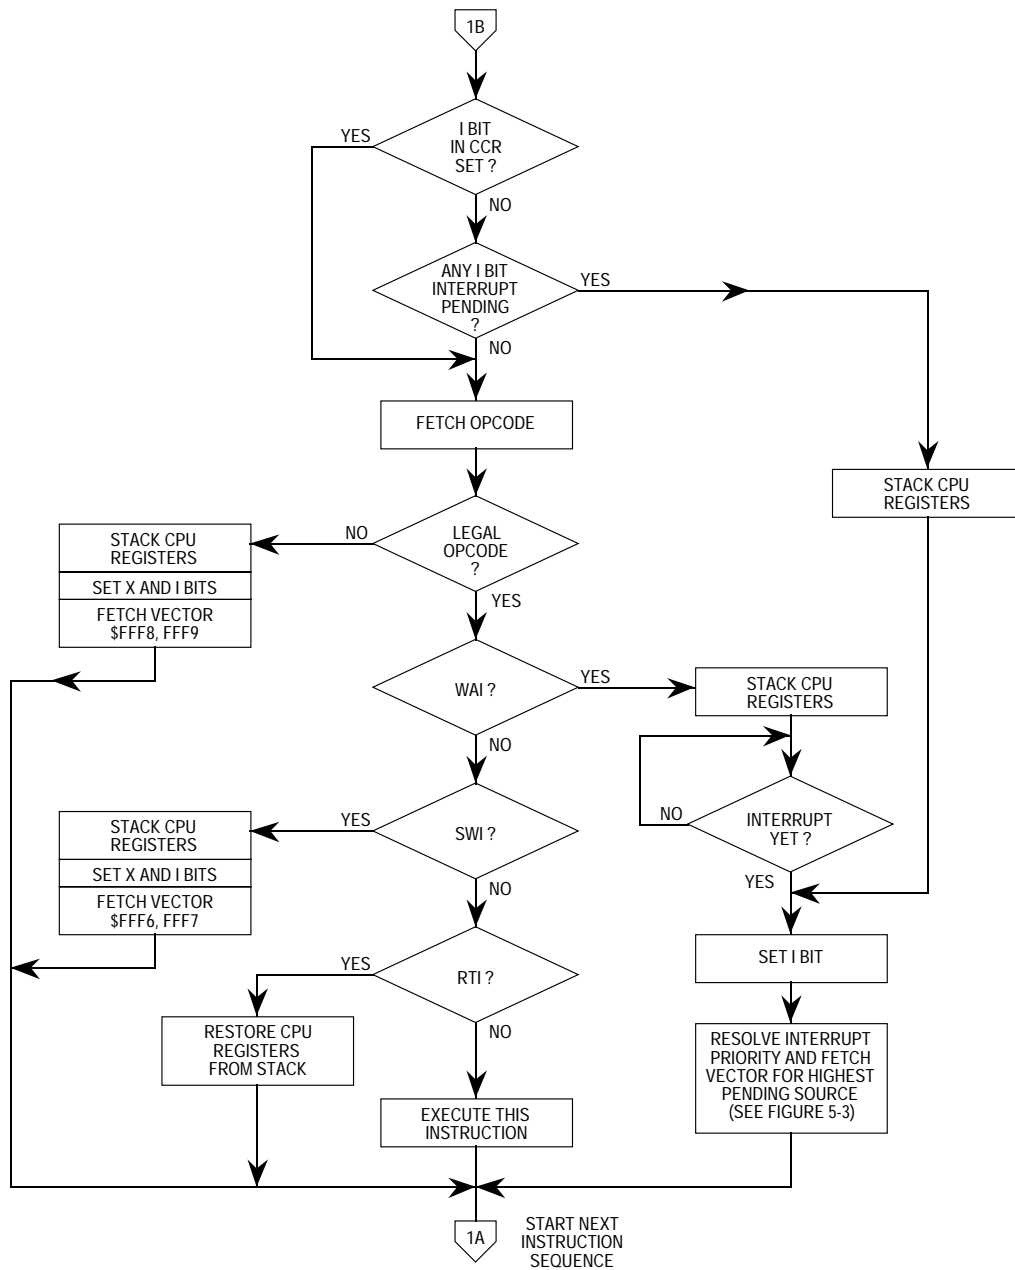 1B
I BIT
IN CCR
SET ?
YES
NO
ANY I BIT
INTERRUPT
PENDING
?
YES
NO
FETCH OPCODE
STACK CPU
REGISTERS
LEGAL
OPCODE
?
NO
YES
STACK CPU
REGISTERS
SET X AND I BITS
FETCH VECTOR
$FFF8, FFF9
WAI ?
YES
NO
STACK CPU
REGISTERS
INTERRUPT
YET ?
NO
YES
SWI ?
YES
NO
STACK CPU
REGISTERS
SET X AND I BITS
FETCH VECTOR
$FFF6, FFF7
SET I BIT
RTI ?
YES
NO
RESTORE CPU
REGISTERS
FROM STACK
RESOLVE INTERRUPT
PRIORITY AND FETCH
VECTOR FOR HIGHEST
PENDING SOURCE
(SEE FIGURE 5-3)
EXECUTE THIS
INSTRUCTION
1A
START NEXT
INSTRUCTION
SEQUENCE